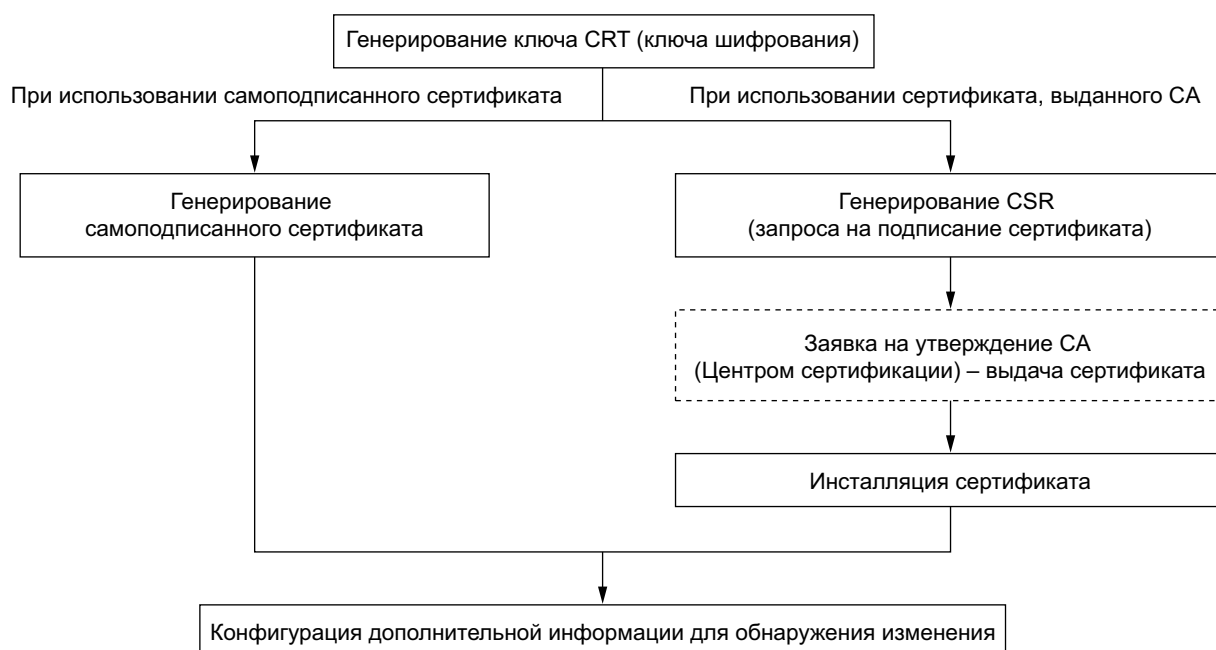 Генерирование ключа CRT (ключа шифрования)
При использовании самоподписанного сертификата
При использовании сертификата, выданного CA
Генерирование
самоподписанного сертификата
Генерирование CSR
(запроса на подписание сертификата)
Заявка на утверждение CA
(Центром сертификации) – выдача сертификата
Инсталляция сертификата
Конфигурация дополнительной информации для обнаружения изменения